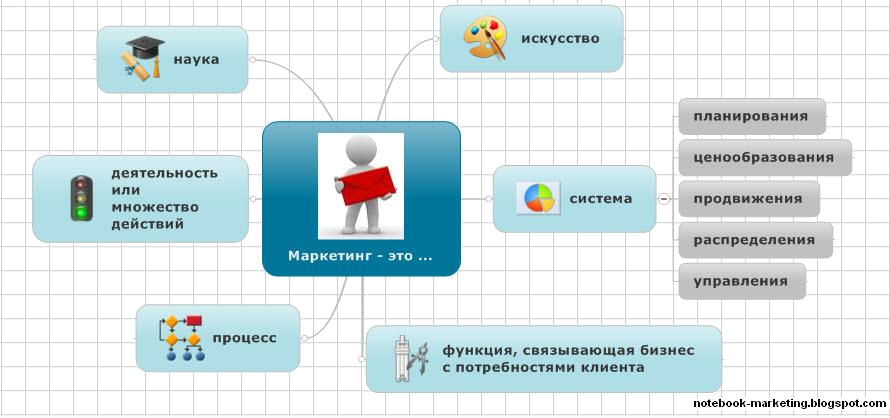 наука
искусство
деятельность
или
множество
действий
Маркетинг - это ...
система
планирования
ценообразования
продвижения
распределения
управления
процесс
функция, связывающая бизнес
с потребностями клиента
notebook-marketing.blogspot.com